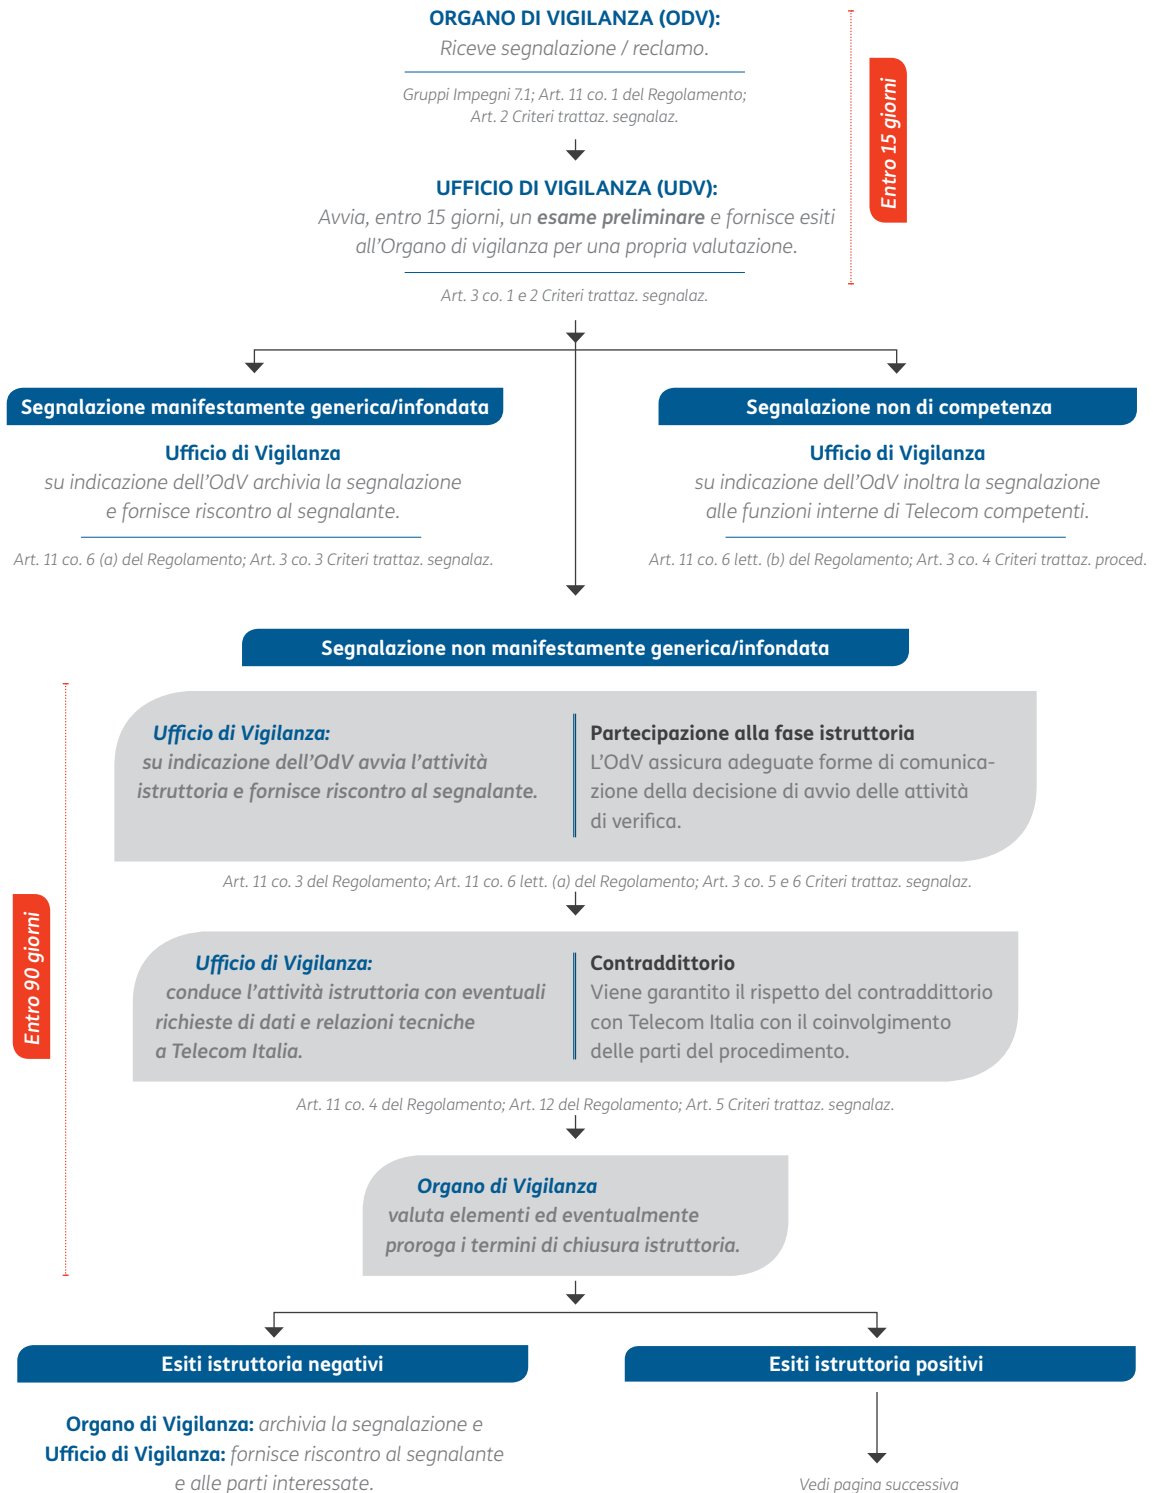 ORGANO DI VIGILANZA (ODV):
Riceve segnalazione / reclamo.
Gruppi Impegni 7.1; Art. 11 co. 1 del Regolamento;
Art. 2 Criteri trattaz. segnalaz.
Entro 15 giorni
UFFICIO DI VIGILANZA (UDV):
Avvia, entro 15 giorni, un esame preliminare e fornisce esiti
all'Organo di vigilanza per una propria valutazione.
Art. 3 co. 1 e 2 Criteri trattaz. segnalaz.
Segnalazione manifestamente generica/infondata
Ufficio di Vigilanza
su indicazione dell'OdV archivia la segnalazione
e fornisce riscontro al segnalante.
Art. 11 co. 6 (a) del Regolamento; Art. 3 co. 3 Criteri trattaz. segnalaz.
Segnalazione non di competenza
Ufficio di Vigilanza
su indicazione dell'OdV inoltra la segnalazione
alle funzioni interne di Telecom competenti.
Art. 11 co. 6 lett. (b) del Regolamento; Art. 3 co. 4 Criteri trattaz. proced.
Segnalazione non manifestamente generica/infondata
Entro 90 giorni
Ufficio di Vigilanza:
su indicazione dell'OdV avvia l'attività
istruttoria e fornisce riscontro al segnalante.
Partecipazione alla fase istruttoria
L'OdV assicura adeguate forme di comunica-
zione della decisione di avvio delle attività
di verifica.
Art. 11 co. 3 del Regolamento; Art. 11 co. 6 lett. (a) del Regolamento; Art. 3 co. 5 e 6 Criteri trattaz. segnalaz.
Ufficio di Vigilanza:
conduce l'attività istruttoria con eventuali
richieste di dati e relazioni tecniche
a Telecom Italia.
Contraddittorio
Viene garantito il rispetto del contraddittorio
con Telecom Italia con il coinvolgimento
delle parti del procedimento.
Art. 11 co. 4 del Regolamento; Art. 12 del Regolamento; Art. 5 Criteri trattaz. segnalaz.
Organo di Vigilanza
valuta elementi ed eventualmente
proroga i termini di chiusura istruttoria.
Esiti istruttoria negativi
Organo di Vigilanza: archivia la segnalazione e
Ufficio di Vigilanza: fornisce riscontro al segnalante
e alle parti interessate.
Esiti istruttoria positivi
Vedi pagina successiva